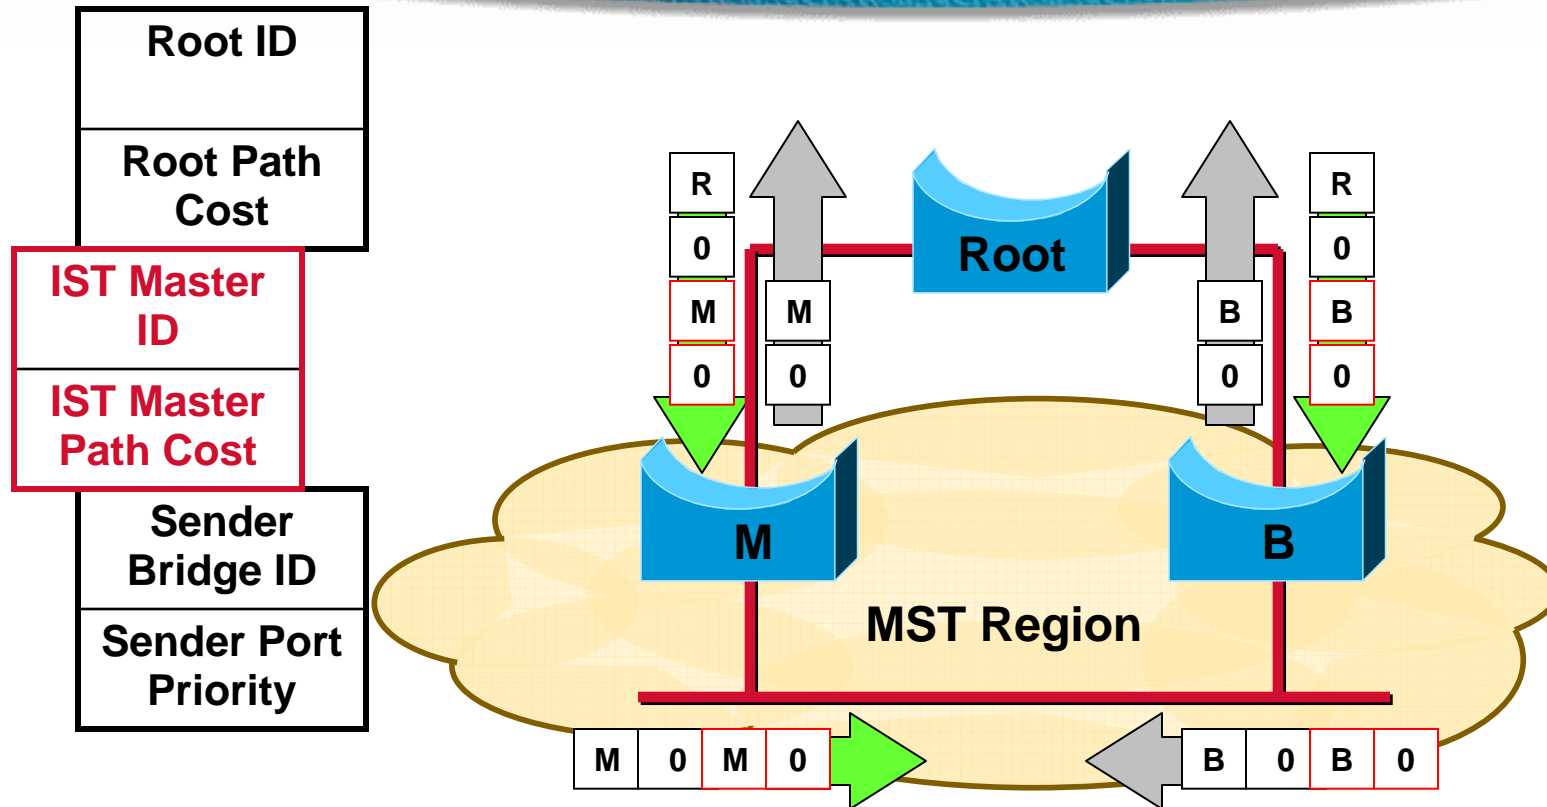 Root ID
Root Path
Cost
IST Master
ID
IST Master
Path Cost
Sender
Bridge ID
Sender Port
Priority
R
0
M
0
M
0
Root
B
0
R
0
B
0
M
B
MST Region
M 0 M 0
B 0 B 0